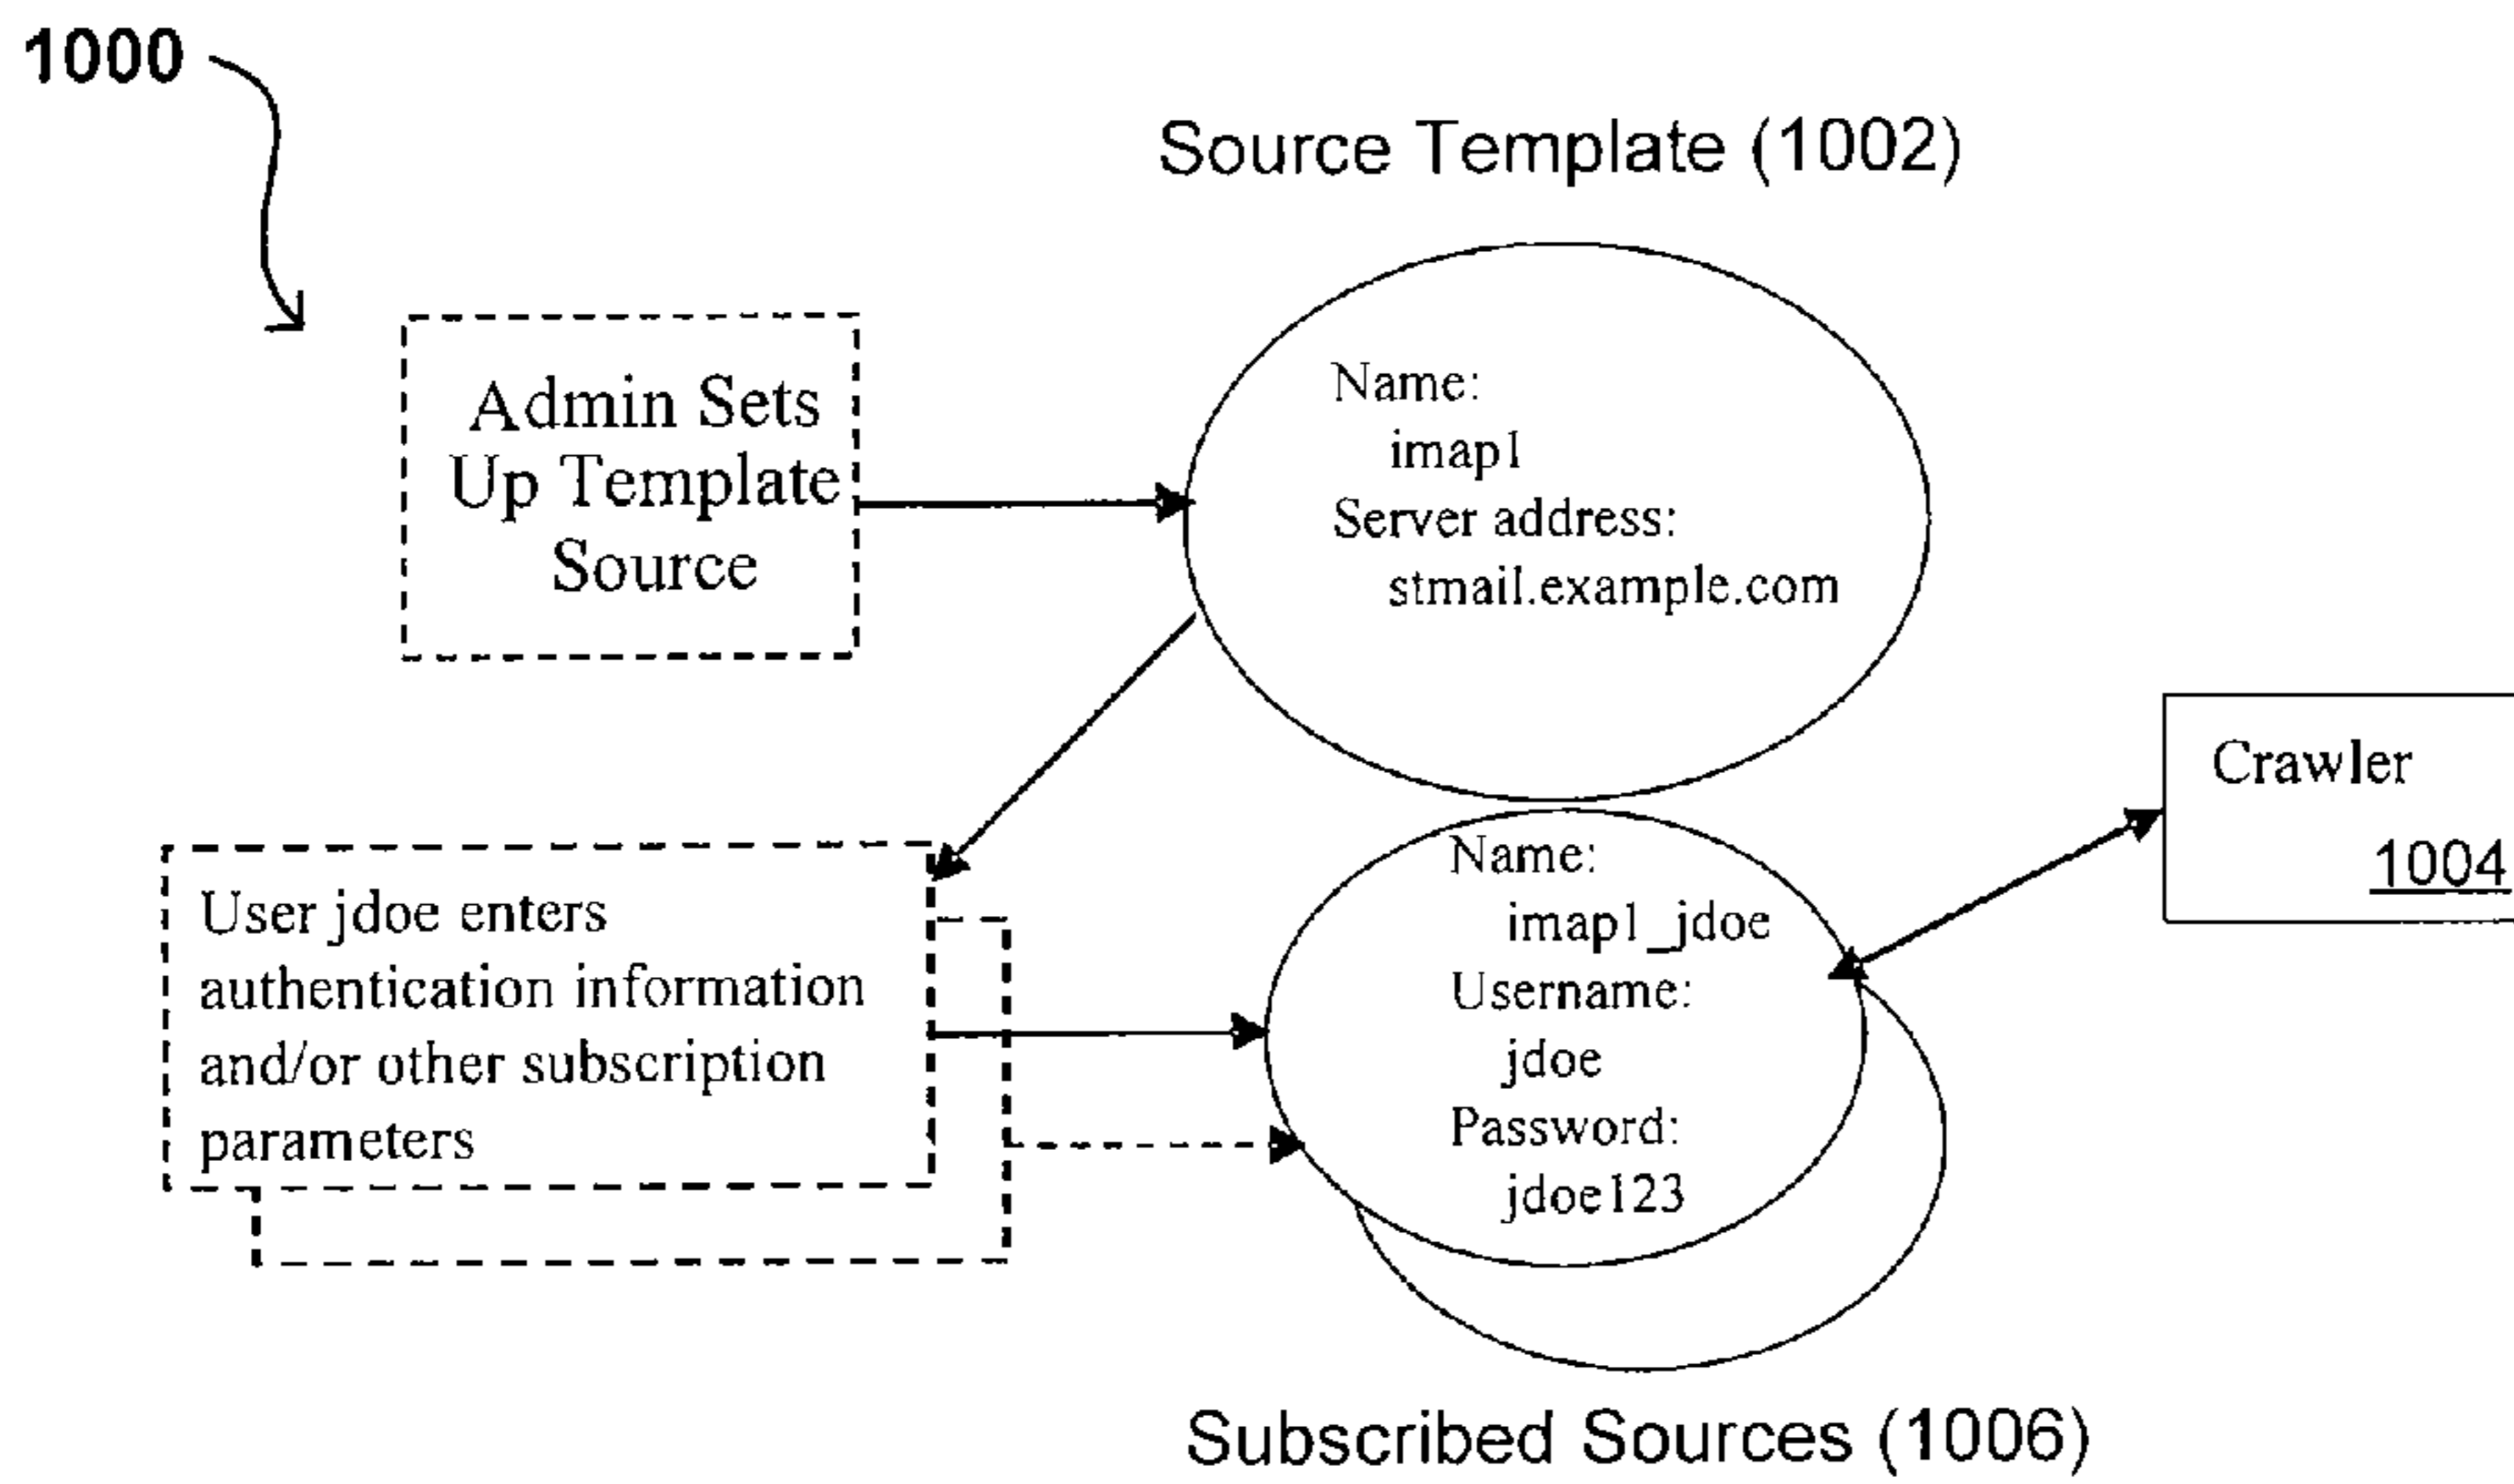 1000
Source Template (1002)
Admin Sets
Up Template
Source
Name:
imap1
Server address:
stmail.example.com
Crawler
1004
User jdoe enters
authentication information
and/or other subscription
parameters
Name:
imap1_jdoe
Username:
jdoe
Password:
jdoe123
Subscribed Sources (1006)